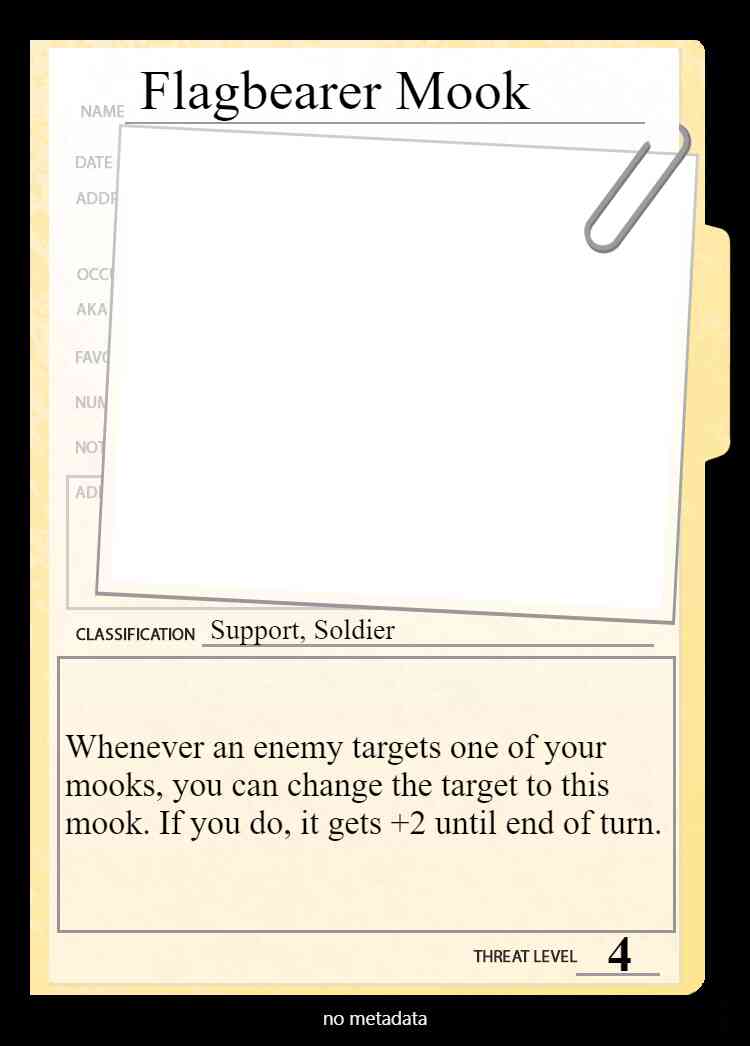 Flagbearer Mook
NAME
DATE
ADDR
OCCU
AKA
FAVO
NUM
NOT
ADD
CLASSIFICATION Support, Soldier
Whenever an enemy targets one of your
mooks, you can change the target to this
mook. If you do, it gets +2 until end of turn.
THREAT LEVEL 4
no metadata